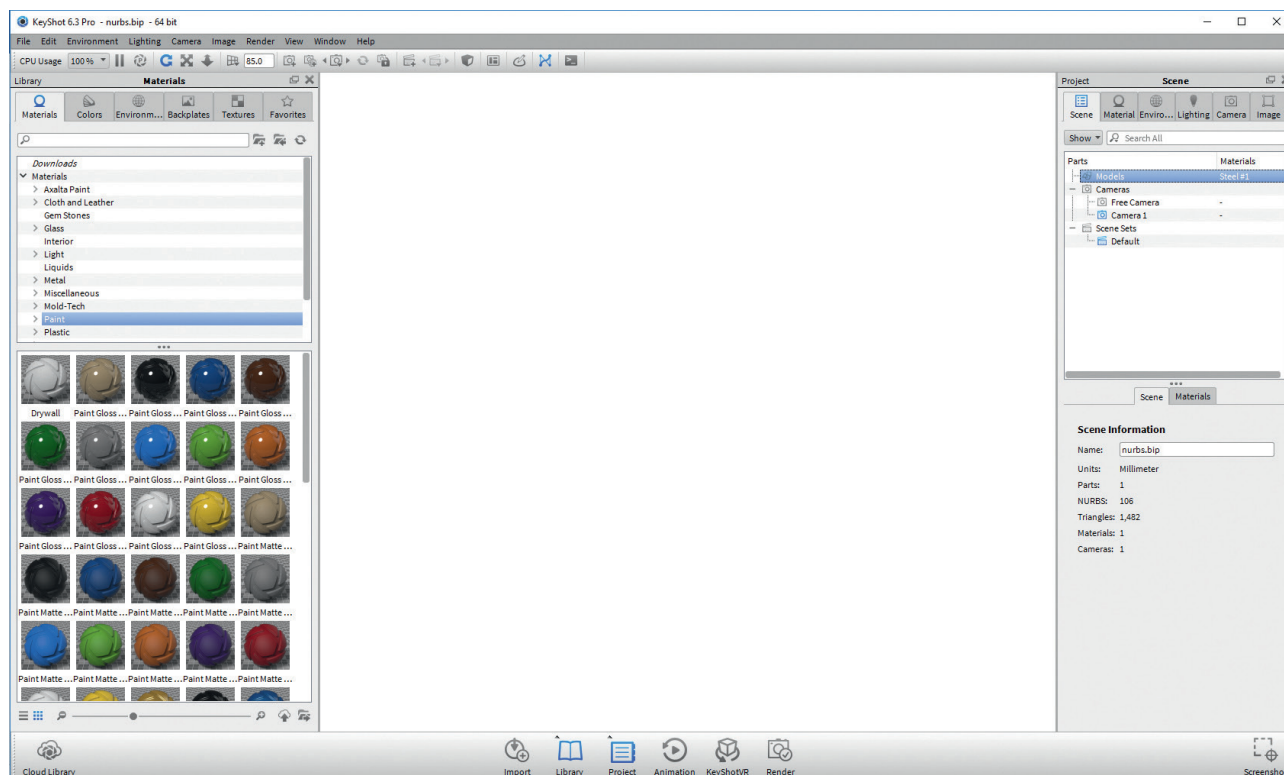 KeyShot 6.3 Pro - nurbs.bip - 64 bit
File Edit Environment Lighting Camera Image Render View Window Help
CPU Usage 100% 85.0
Library Materials
Materials Colors Environm... Backplates Textures Favorites
Downloads
Materials
Axalta Paint
Cloth and Leather
Gem Stones
Glass
Interior
Light
Liquids
Metal
Miscellaneous
Mold-Tech
Paint
Plastic
Drywall Paint Gloss ... Paint Gloss ... Paint Gloss ... Paint Gloss ...
Paint Gloss ... Paint Gloss ... Paint Gloss ... Paint Gloss ... Paint Gloss ...
Paint Gloss ... Paint Gloss ... Paint Gloss ... Paint Gloss ... Paint Matte ...
Paint Matte ... Paint Matte ... Paint Matte ... Paint Matte ... Paint Matte ...
Paint Matte ... Paint Matte ... Paint Matte ... Paint Matte ... Paint Matte ...
Project Scene
Scene Material Enviro... Lighting Camera Image
Show Search All
Parts Materials
Models Steel #1
Cameras
Free Camera -
Camera 1 -
Scene Sets
Default
Scene Materials
Scene Information
Name: nurbs.bip
Units: Millimeter
Parts: 1
NURBS: 106
Triangles: 1,482
Materials: 1
Cameras: 1
Cloud Library Import Library Project Animation KeyShotVR Render Screensho